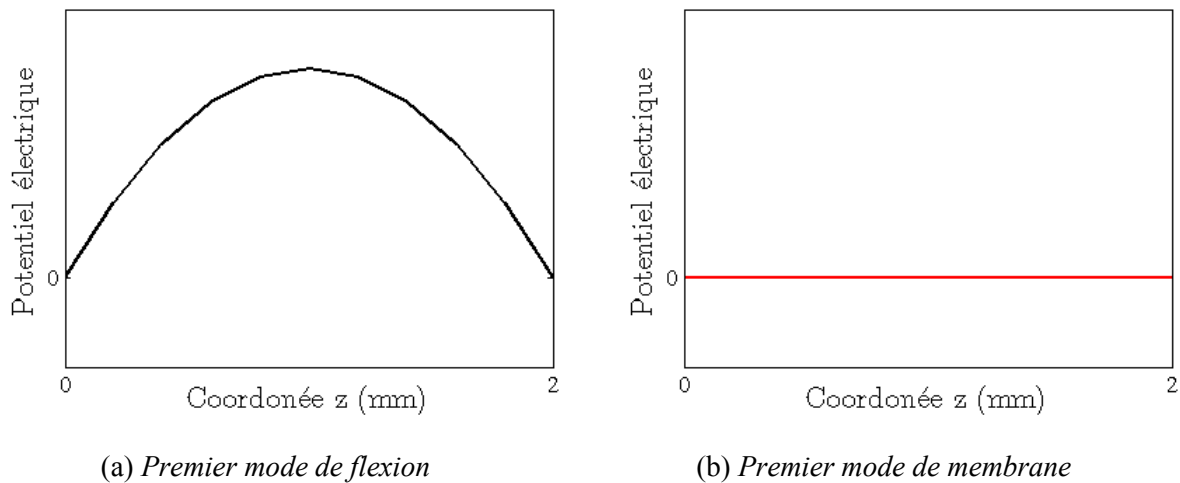 Potentiel électrique
0
0
2
Coordonée z (mm)
(a) Premier mode de flexion
Potentiel électrique
0
0
2
Coordonée z (mm)
(b) Premier mode de membrane